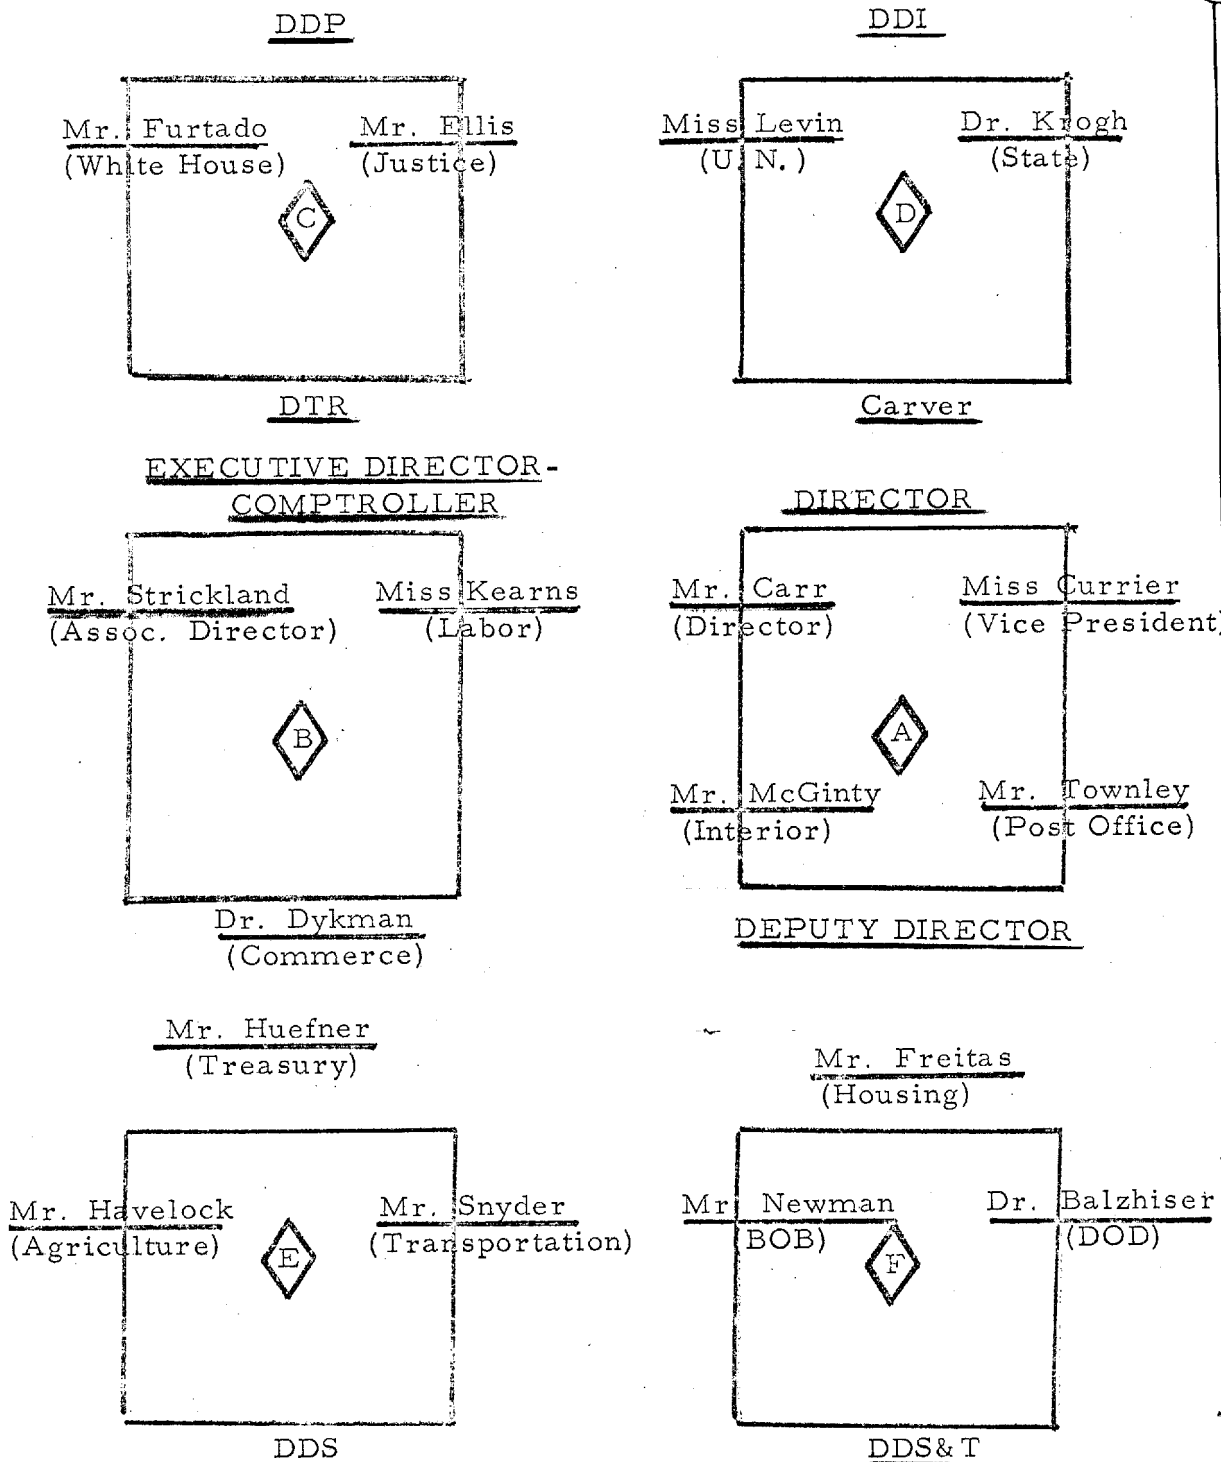 DDP
Mr. Furtado
(White House)
Mr. Ellis
(Justice)
C
DTR
DDI
Miss Levin
(U. N.)
Dr. Krogh
(State)
D
Carver
EXECUTIVE DIRECTOR-
COMPTROLLER
Mr. Strickland
(Assoc. Director)
Miss Kearns
(Labor)
B
Dr. Dykman
(Commerce)
DIRECTOR
Mr. Carr
(Director)
Miss Currier
(Vice President)
A
Mr. McGinty
(Interior)
Mr. Townley
(Post Office)
DEPUTY DIRECTOR
Mr. Huefner
(Treasury)
Mr. Havelock
(Agriculture)
Mr. Snyder
(Transportation)
E
DDS
Mr. Freitas
(Housing)
Mr Newman
BOB)
Dr. Balzhiser
(DOD)
F
DDS&T